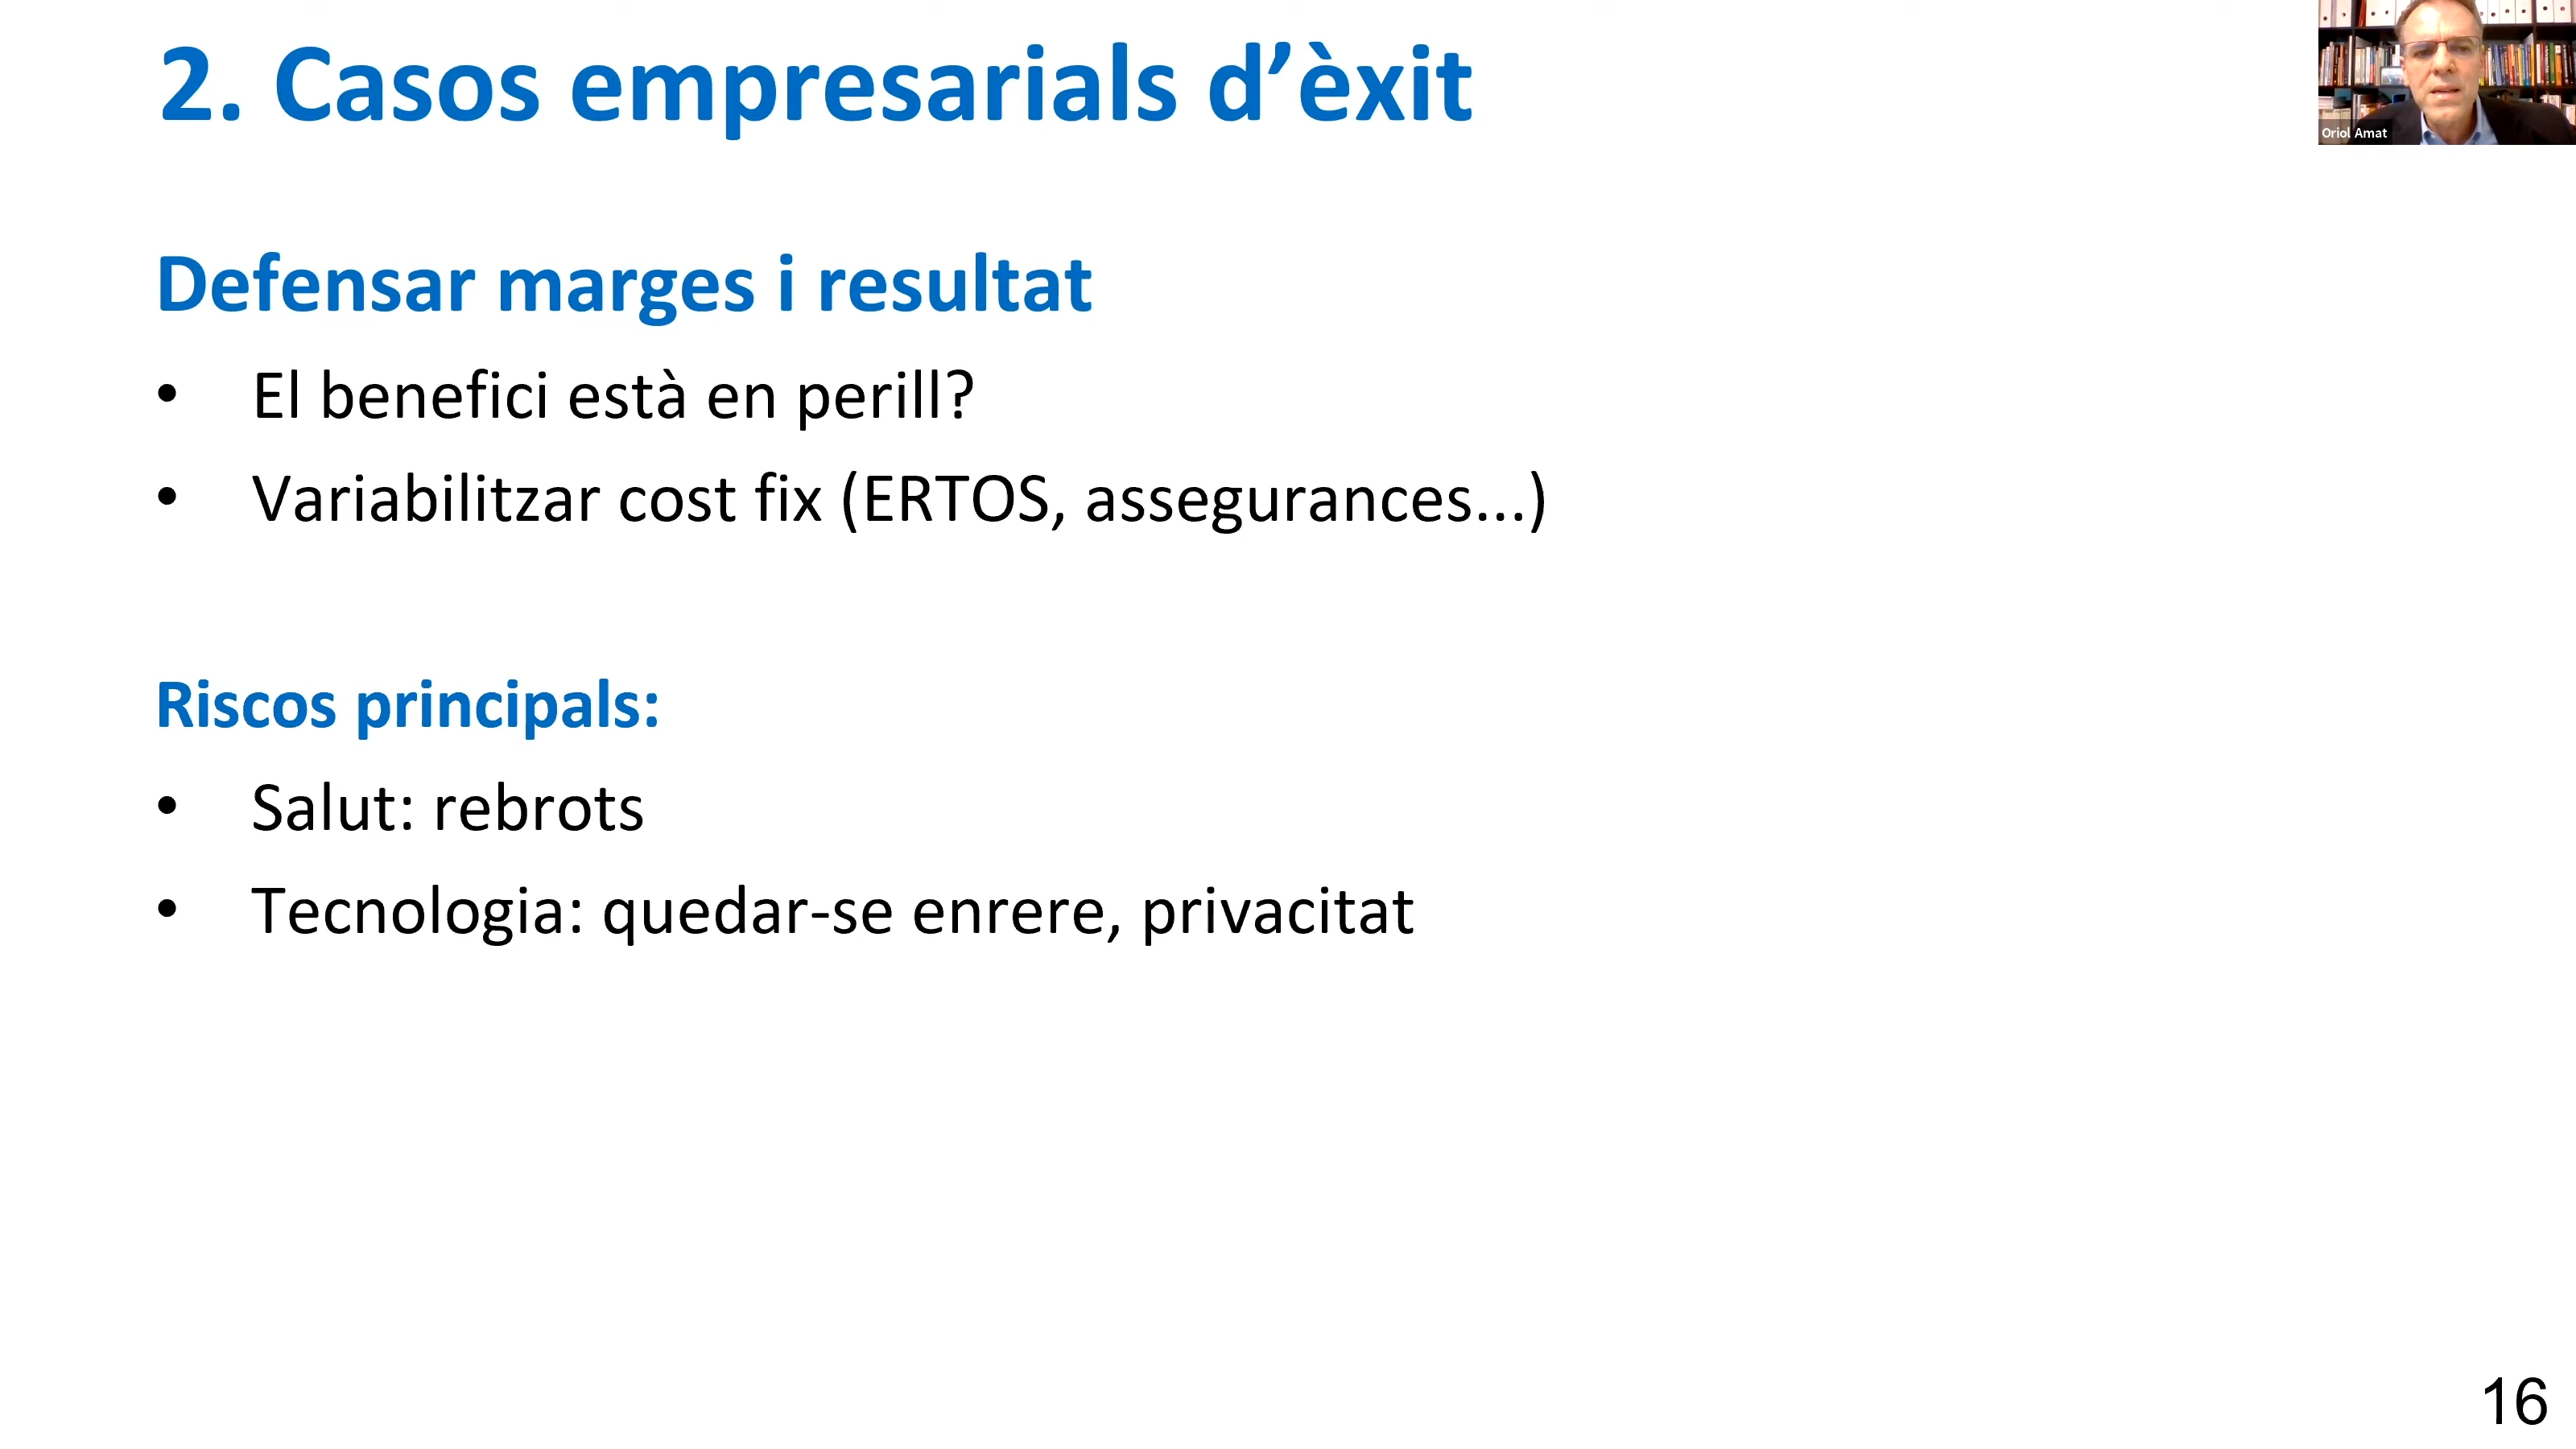 2. Casos empresarials d’èxit
Oriol Amat
Defensar marges i resultat
• El benefici està en perill?
• Variabilitzar cost fix (ERTOS, assegurances...)
Riscos principals:
• Salut: rebrots
• Tecnologia: quedar-se enrere, privacitat
16